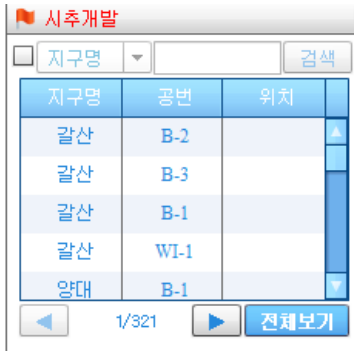 시추개발
지구명 검색
지구명 공번 위치
갈산 B-2
갈산 B-3
갈산 B-1
갈산 WI-1
양대 B-1
1/321 전체보기